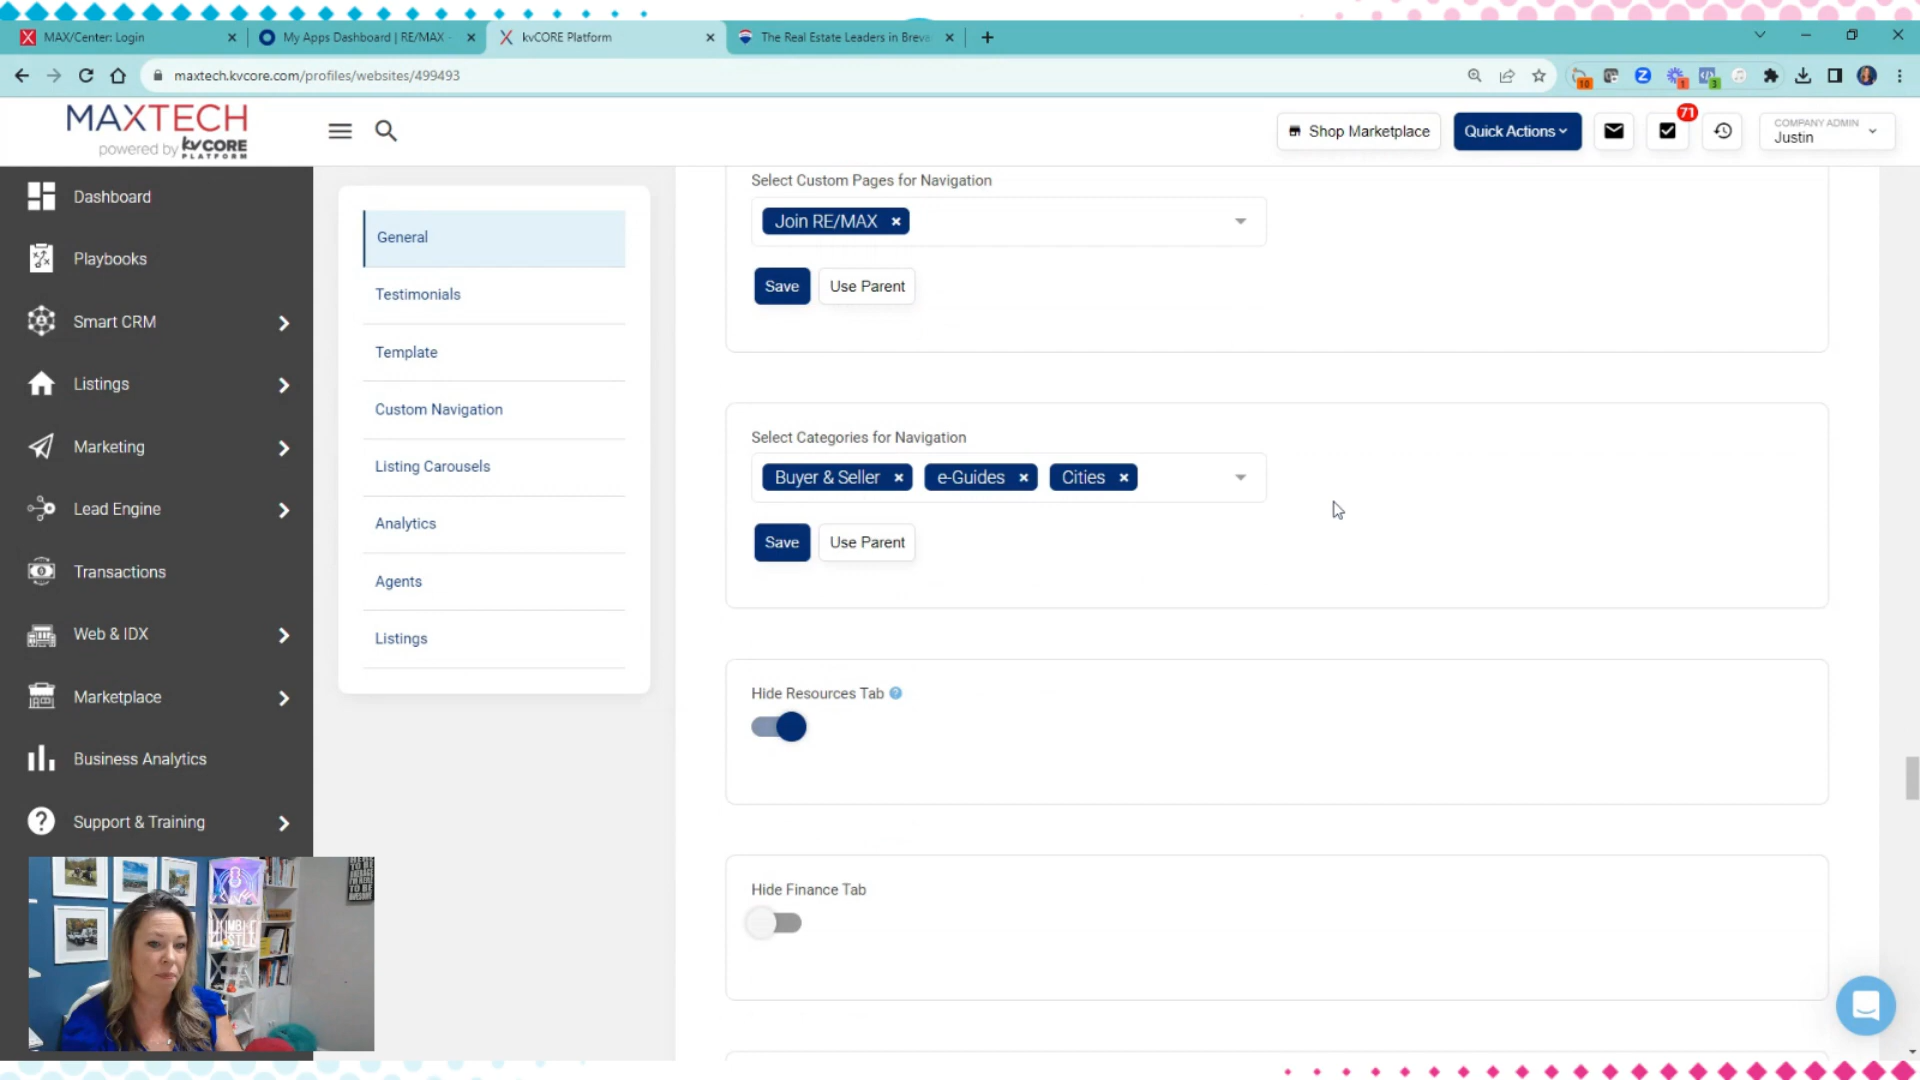 MAX/Center: Login
My Apps Dashboard | RE/MAX -
kvCORE Platform
The Real Estate Leaders in Breva
maxtech.kvcore.com/profiles/websites/499493
10
1
3
MAXTECH
powered by kvCORE
PLATFORM
Shop Marketplace
Quick Actions
71
COMPANY ADMIN
Justin
Dashboard
Playbooks
Smart CRM
Listings
Marketing
Lead Engine
Transactions
Web & IDX
Marketplace
Business Analytics
Support & Training
General
Testimonials
Template
Custom Navigation
Listing Carousels
Analytics
Agents
Listings
Select Custom Pages for Navigation
Join RE/MAX ×
Save
Use Parent
Select Categories for Navigation
Buyer & Seller × e-Guides × Cities ×
Save
Use Parent
Hide Resources Tab
Hide Finance Tab